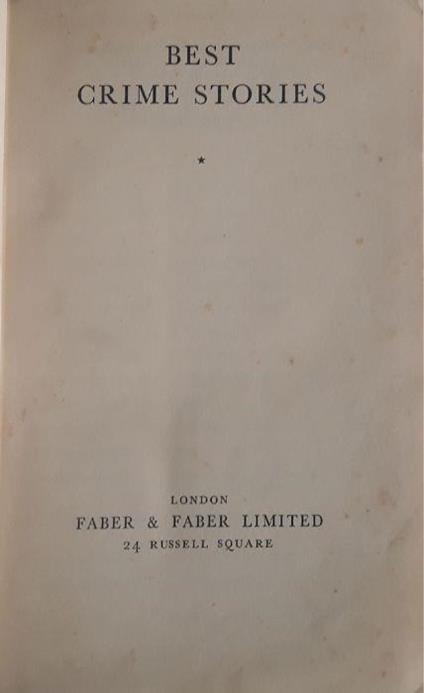 BEST
CRIME STORIES
★
LONDON
FABER & FABER LIMITED
24 RUSSELL SQUARE